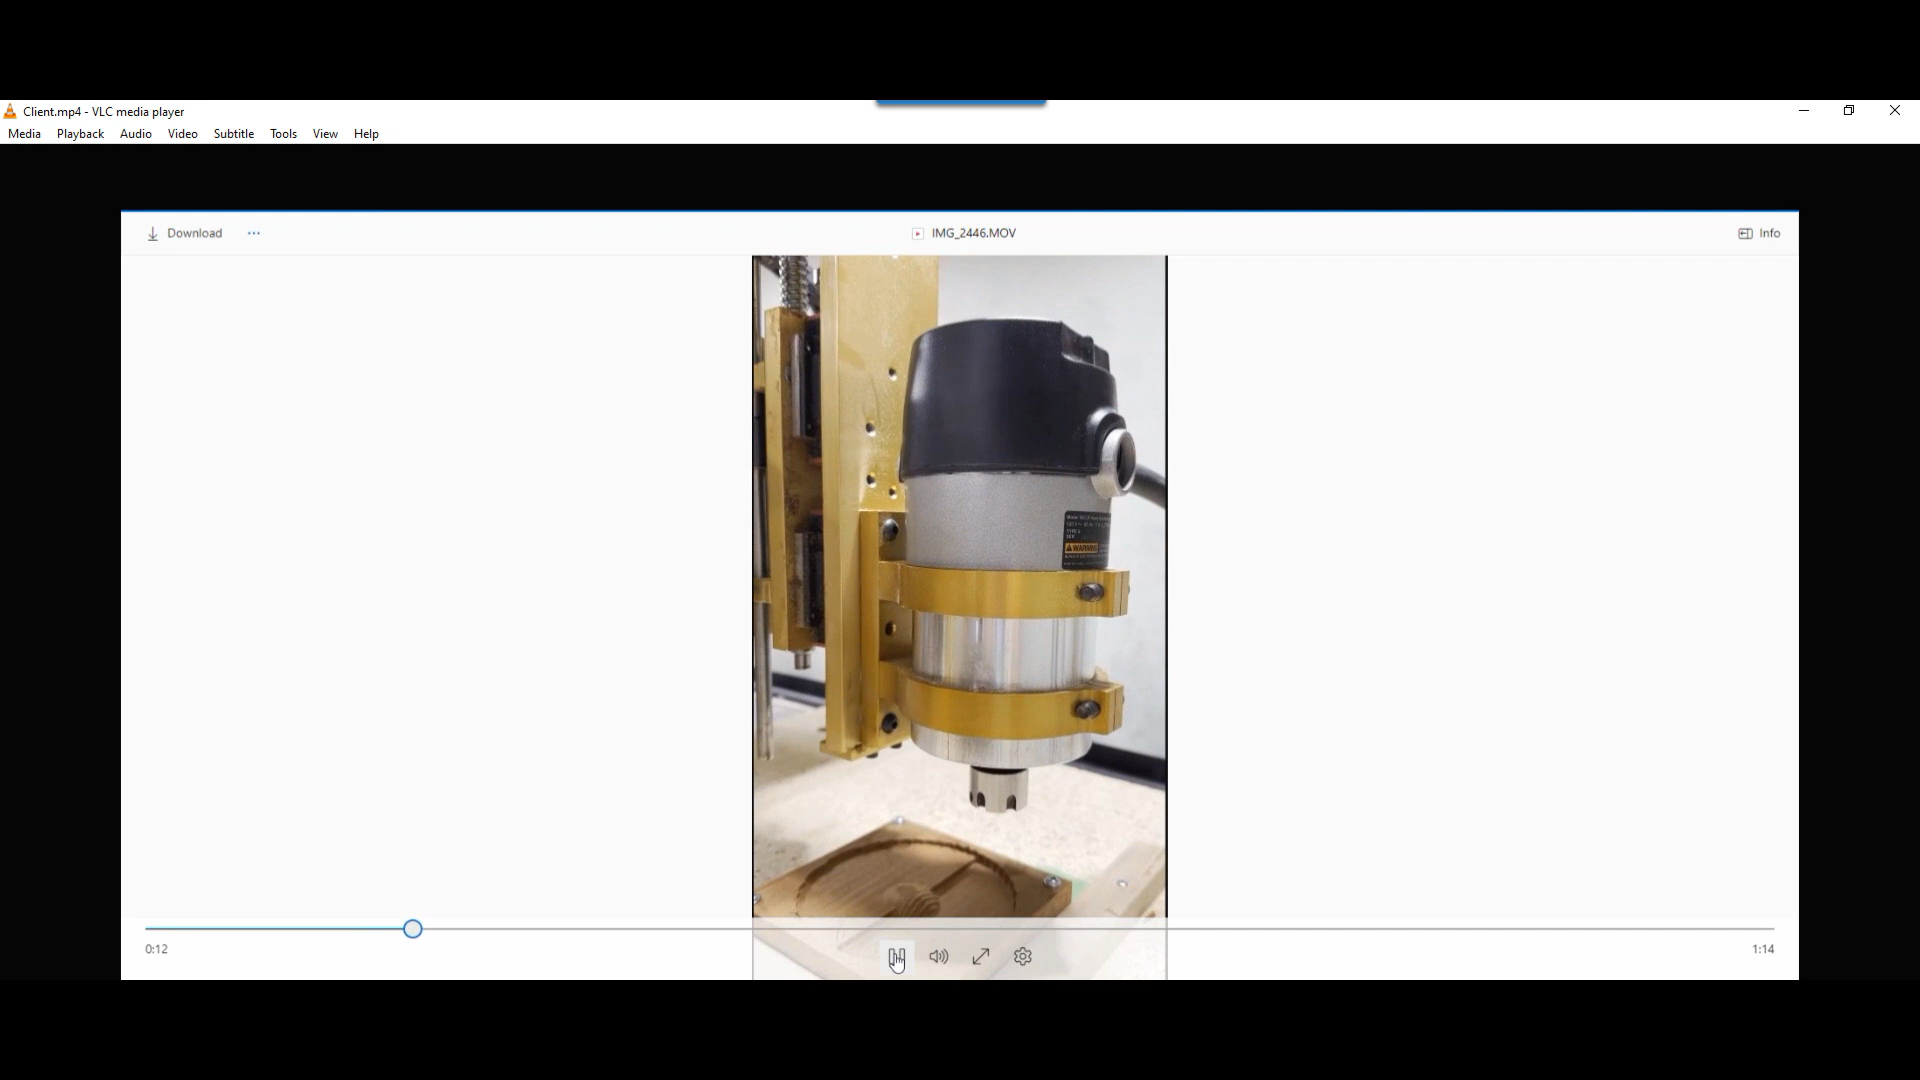 Client.mp4 - VLC media player
Media Playback Audio Video Subtitle Tools View Help
Download ... IMG_2446.MOV Info
WARNING
0:12 1:14